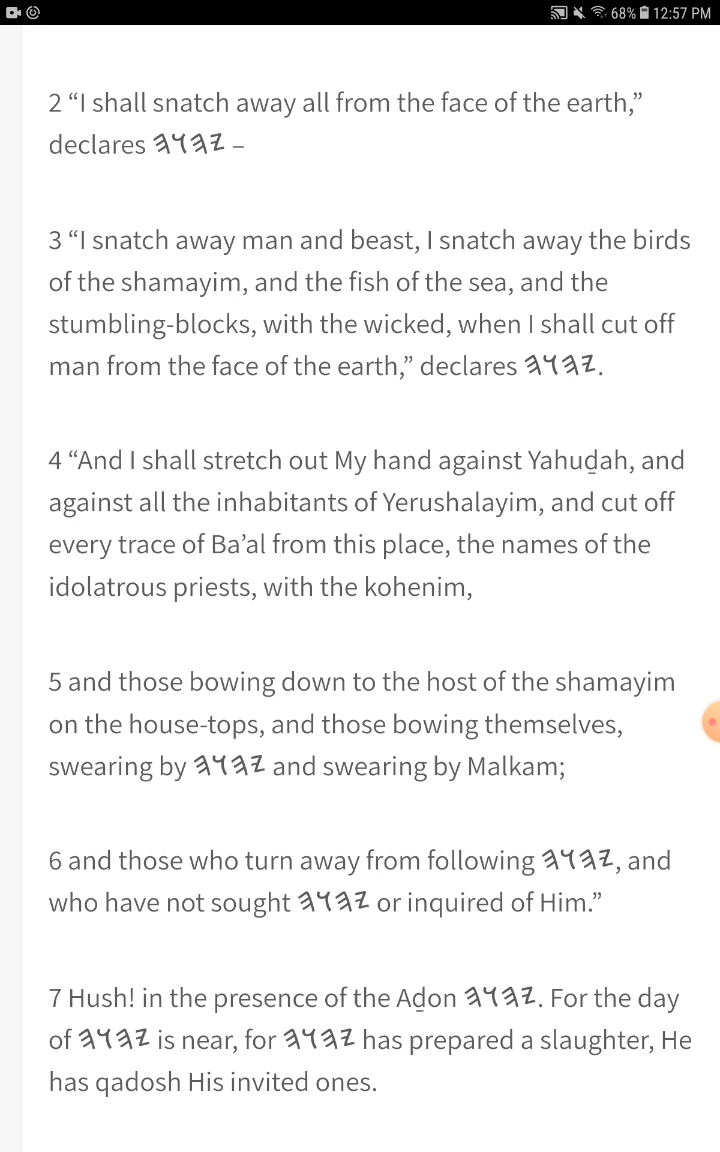 68% 12:57 PM
2 “I shall snatch away all from the face of the earth,”
declares 𐤉𐤄𐤅𐤄 –
3 “I snatch away man and beast, I snatch away the birds
of the shamayim, and the fish of the sea, and the
stumbling-blocks, with the wicked, when I shall cut off
man from the face of the earth,” declares 𐤉𐤄𐤅𐤄.
4 “And I shall stretch out My hand against Yahuḏah, and
against all the inhabitants of Yerushalayim, and cut off
every trace of Ba’al from this place, the names of the
idolatrous priests, with the kohenim,
5 and those bowing down to the host of the shamayim
on the house-tops, and those bowing themselves,
swearing by 𐤉𐤄𐤅𐤄 and swearing by Malkam;
6 and those who turn away from following 𐤉𐤄𐤅𐤄, and
who have not sought 𐤉𐤄𐤅𐤄 or inquired of Him.”
7 Hush! in the presence of the Aḏon 𐤉𐤄𐤅𐤄. For the day
of 𐤉𐤄𐤅𐤄 is near, for 𐤉𐤄𐤅𐤄 has prepared a slaughter, He
has qadosh His invited ones.